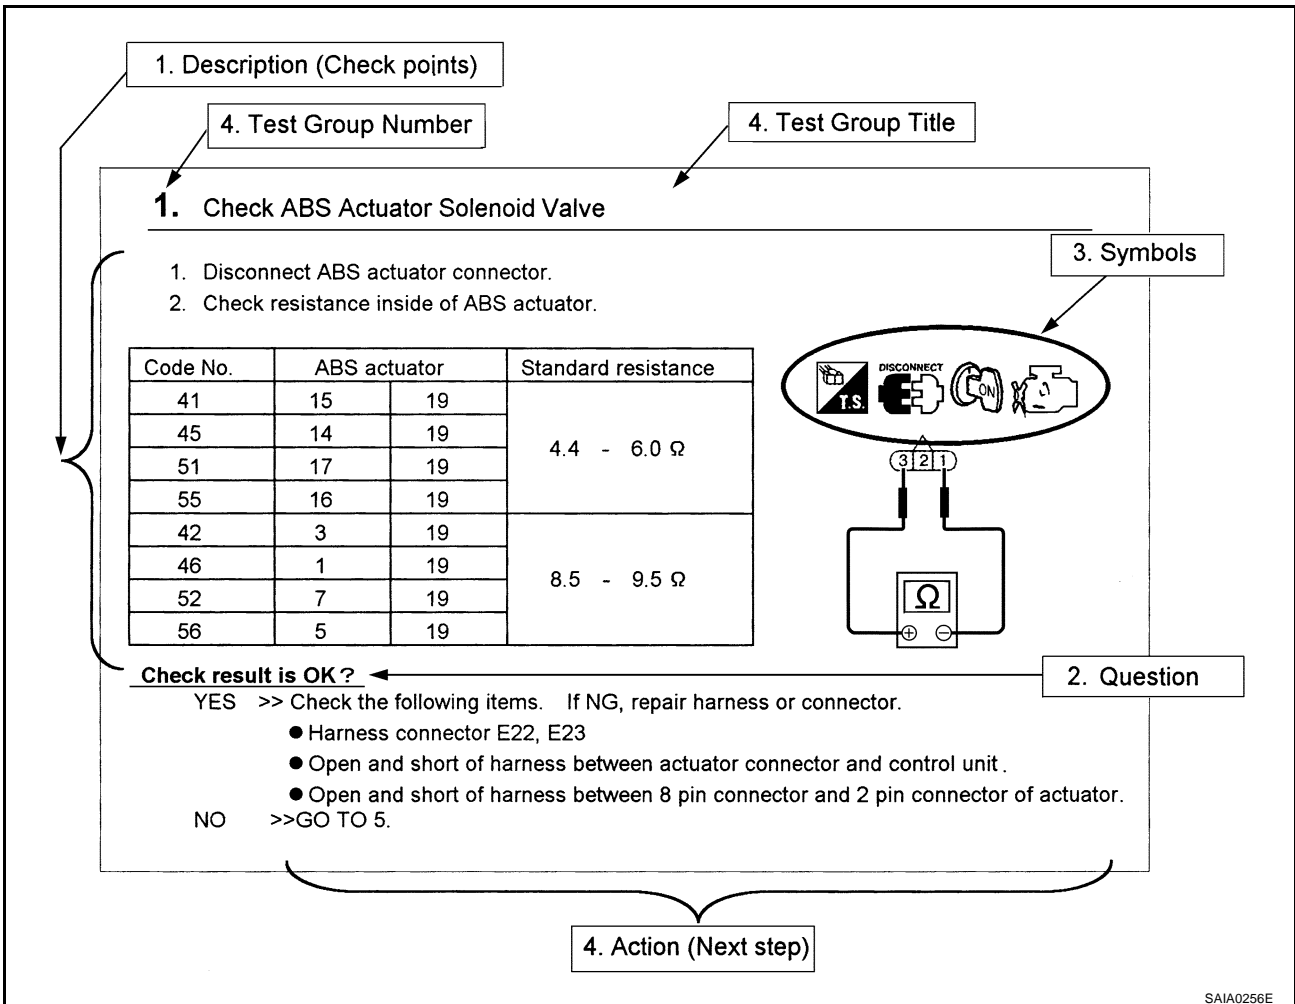 1. Description (Check points)
4. Test Group Number
4. Test Group Title
1. Check ABS Actuator Solenoid Valve
3. Symbols
1. Disconnect ABS actuator connector.
2. Check resistance inside of ABS actuator.
Code No. ABS actuator Standard resistance
41 15 19
45 14 19
51 17 19
55 16 19
4.4 - 6.0 Ω
42 3 19
46 1 19
52 7 19
56 5 19
8.5 - 9.5 Ω
T.S.
DISCONNECT
ON
3 2 1
Ω
+ -
Check result is OK?
2. Question
YES >> Check the following items. If NG, repair harness or connector.
● Harness connector E22, E23
● Open and short of harness between actuator connector and control unit.
● Open and short of harness between 8 pin connector and 2 pin connector of actuator.
NO >>GO TO 5.
4. Action (Next step)
SAIA0256E